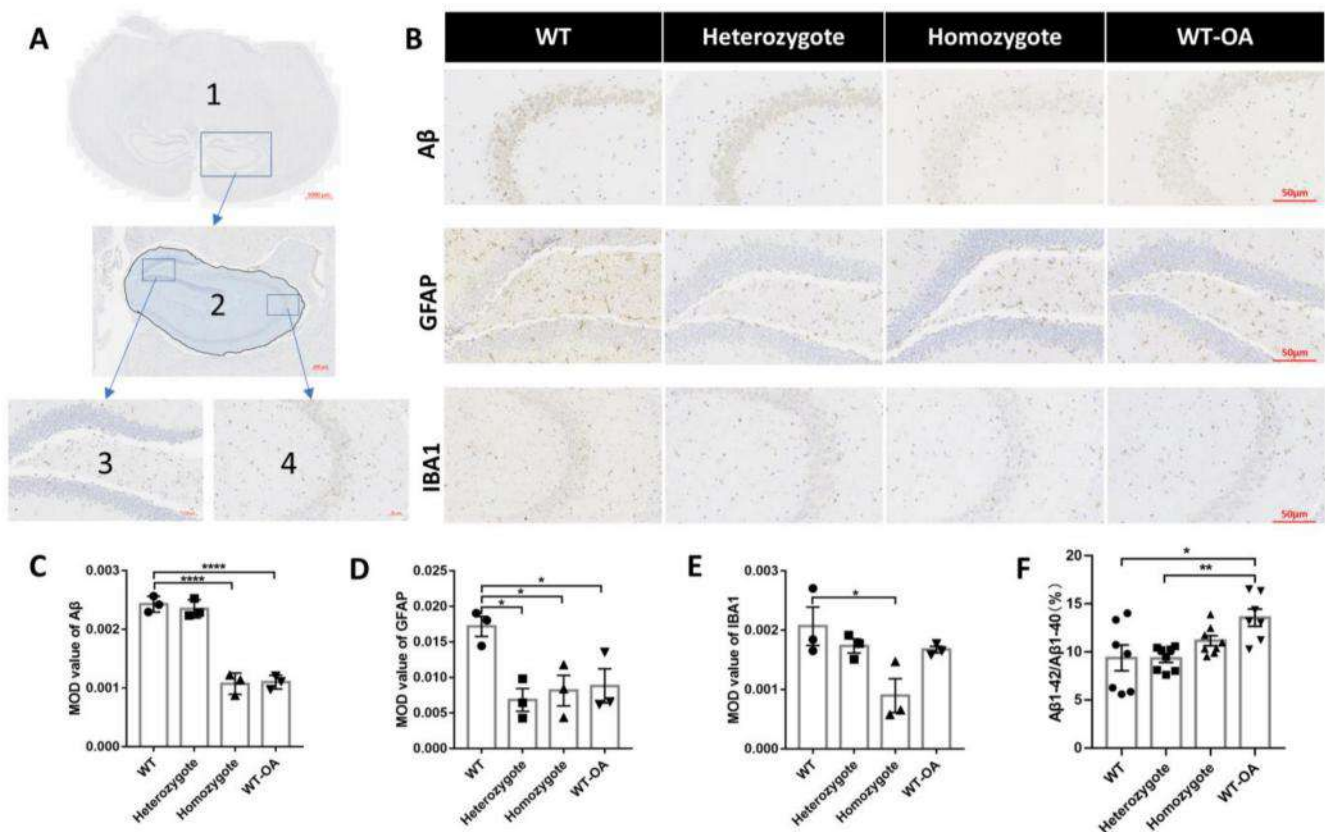 A
1
2
3
4
B
WT
Heterozygote
Homozygote
WT-OA
Aβ
50μm
GFAP
50μm
IBA1
50μm
C
****
****
MOD value of Aβ
0.003
0.002
0.001
0.000
WT
Heterozygote
Homozygote
WT-OA
D
*
*
*
MOD value of GFAP
0.025
0.020
0.015
0.010
0.005
0.000
WT
Heterozygote
Homozygote
WT-OA
E
*
MOD value of IBA1
0.003
0.002
0.001
0.000
WT
Heterozygote
Homozygote
WT-OA
F
*
**
Aβ1-42/Aβ1-40(%)
20
15
10
5
0
WT
Heterozygote
Homozygote
WT-OA